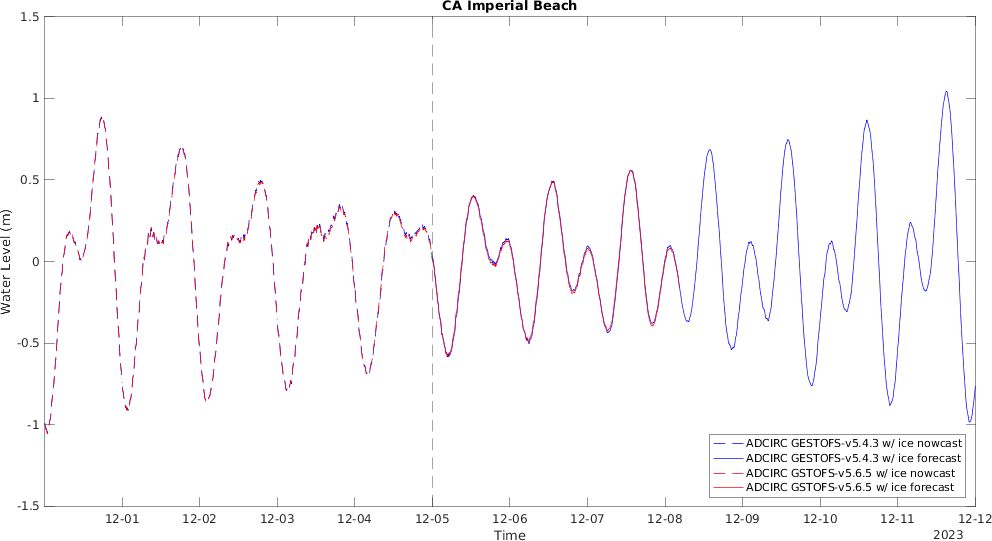 CA Imperial Beach
1.5
1
0.5
0
-0.5
-1
-1.5
Water Level (m)
12-01 12-02 12-03 12-04 12-05 12-06 12-07 12-08 12-09 12-10 12-11 12-12
Time
2023
ADCIRC GESTOFS-v5.4.3 w/ ice nowcast
ADCIRC GESTOFS-v5.4.3 w/ ice forecast
ADCIRC GSTOFS-v5.6.5 w/ ice nowcast
ADCIRC GSTOFS-v5.6.5 w/ ice forecast